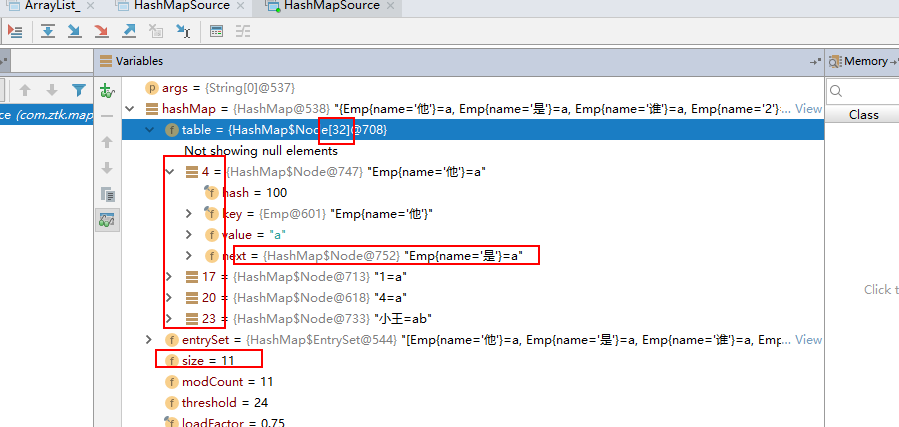 ArrayList_ HashMapSource HashMapSource
Variables
Memory
args = {String[0]@537}
hashMap = {HashMap@538} "{Emp{name='他'}=a, Emp{name='是'}=a, Emp{name='谁'}=a, Emp{name='2'}"... View
Class
ce (com.ztk.map
table = {HashMap$Node[32]@708}
Not showing null elements
4 = {HashMap$Node@747} "Emp{name='他'}=a"
hash = 100
key = {Emp@601} "Emp{name='他'}"
value = "a"
next = {HashMap$Node@752} "Emp{name='是'}=a"
17 = {HashMap$Node@713} "1=a"
Click t
20 = {HashMap$Node@618} "4=a"
23 = {HashMap$Node@733} "小王=ab"
entrySet = {HashMap$EntrySet@544} "[Emp{name='他'}=a, Emp{name='是'}=a, Emp{name='谁'}=a, Emp... View
size = 11
modCount = 11
threshold = 24
loadFactor = 0.75